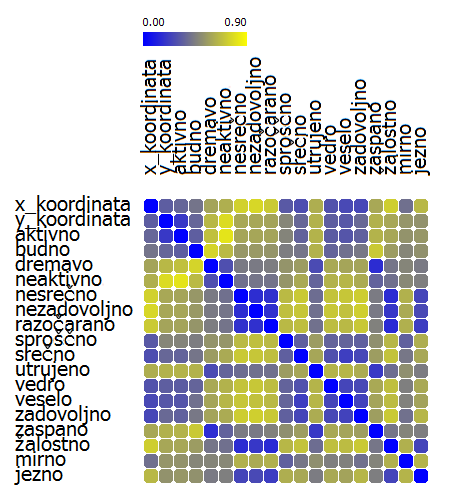 0.00 0.90
x_koordinata
y_koordinata
aktivno
budno
dremavo
neaktivno
nesrečno
nezadovoljno
razočarano
sproščno
srečno
utrujeno
vedro
veselo
zadovoljno
zaspano
žalostno
mirno
jezno
x_koordinata
y_koordinata
aktivno
budno
dremavo
neaktivno
nesrečno
nezadovoljno
razočarano
sproščno
srečno
utrujeno
vedro
veselo
zadovoljno
zaspano
žalostno
mirno
jezno